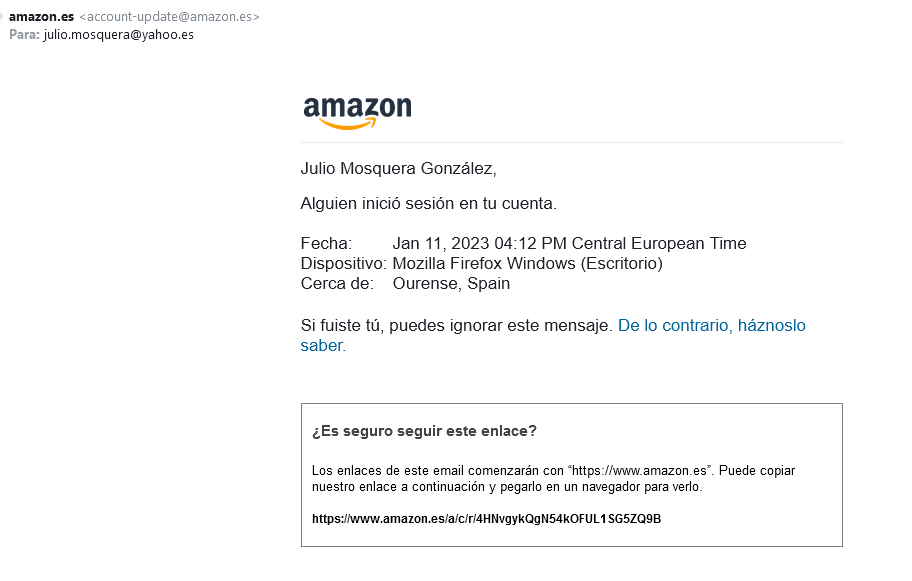 amazon.es <account-update@amazon.es>
Para: julio.mosquera@yahoo.es
amazon
Julio Mosquera González,
Alguien inició sesión en tu cuenta.
Fecha: Jan 11, 2023 04:12 PM Central European Time
Dispositivo: Mozilla Firefox Windows (Escritorio)
Cerca de: Ourense, Spain
Si fuiste tú, puedes ignorar este mensaje. De lo contrario, háznoslo
saber.
¿Es seguro seguir este enlace?
Los enlaces de este email comenzarán con “https://www.amazon.es”. Puede copiar
nuestro enlace a continuación y pegarlo en un navegador para verlo.
https://www.amazon.es/a/c/r/4HNvgykQgN54kOFUL1SG5ZQ9B